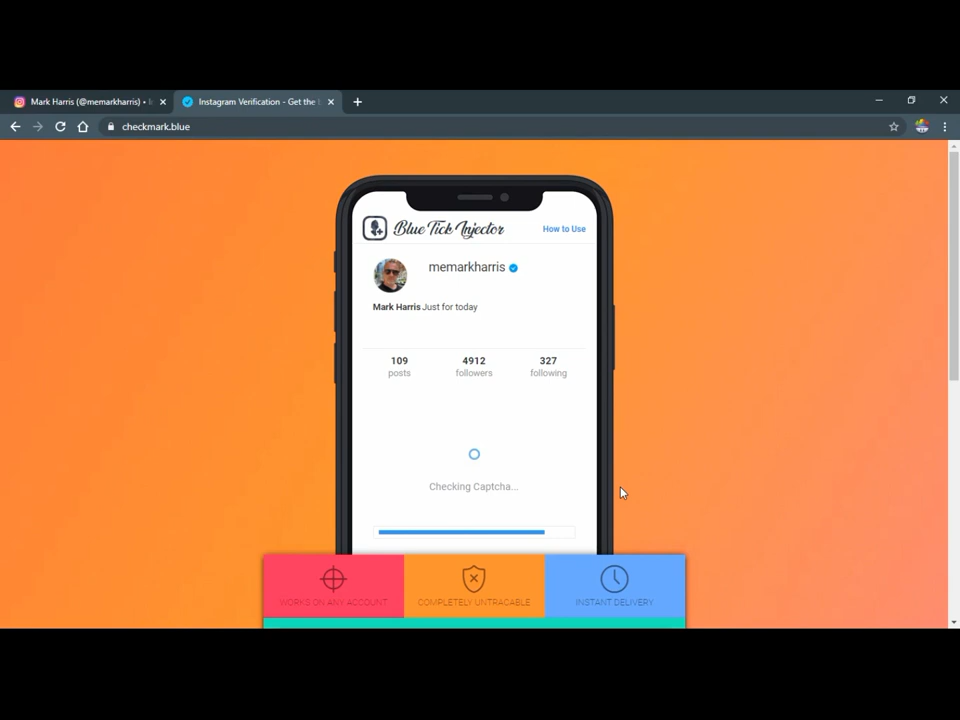 Mark Harris (@memarkharris) •
Instagram Verification - Get the
checkmark.blue
Blue Tick Injector
How to Use
memarkharris
Mark Harris Just for today
109 4912 327
posts followers following
Checking Captcha...
WORKS ON ANY ACCOUNT
COMPLETELY UNTRACABLE
INSTANT DELIVERY